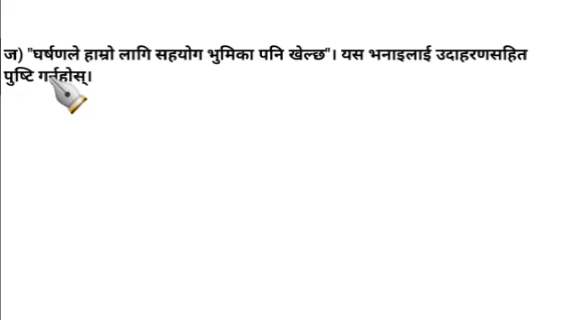 ज) "घर्षणले हाम्रो लागि सहयोग भुमिका पनि खेल्छ"। यस भनाइलाई उदाहरणसहित
पुष्टि गर्नुहोस्।